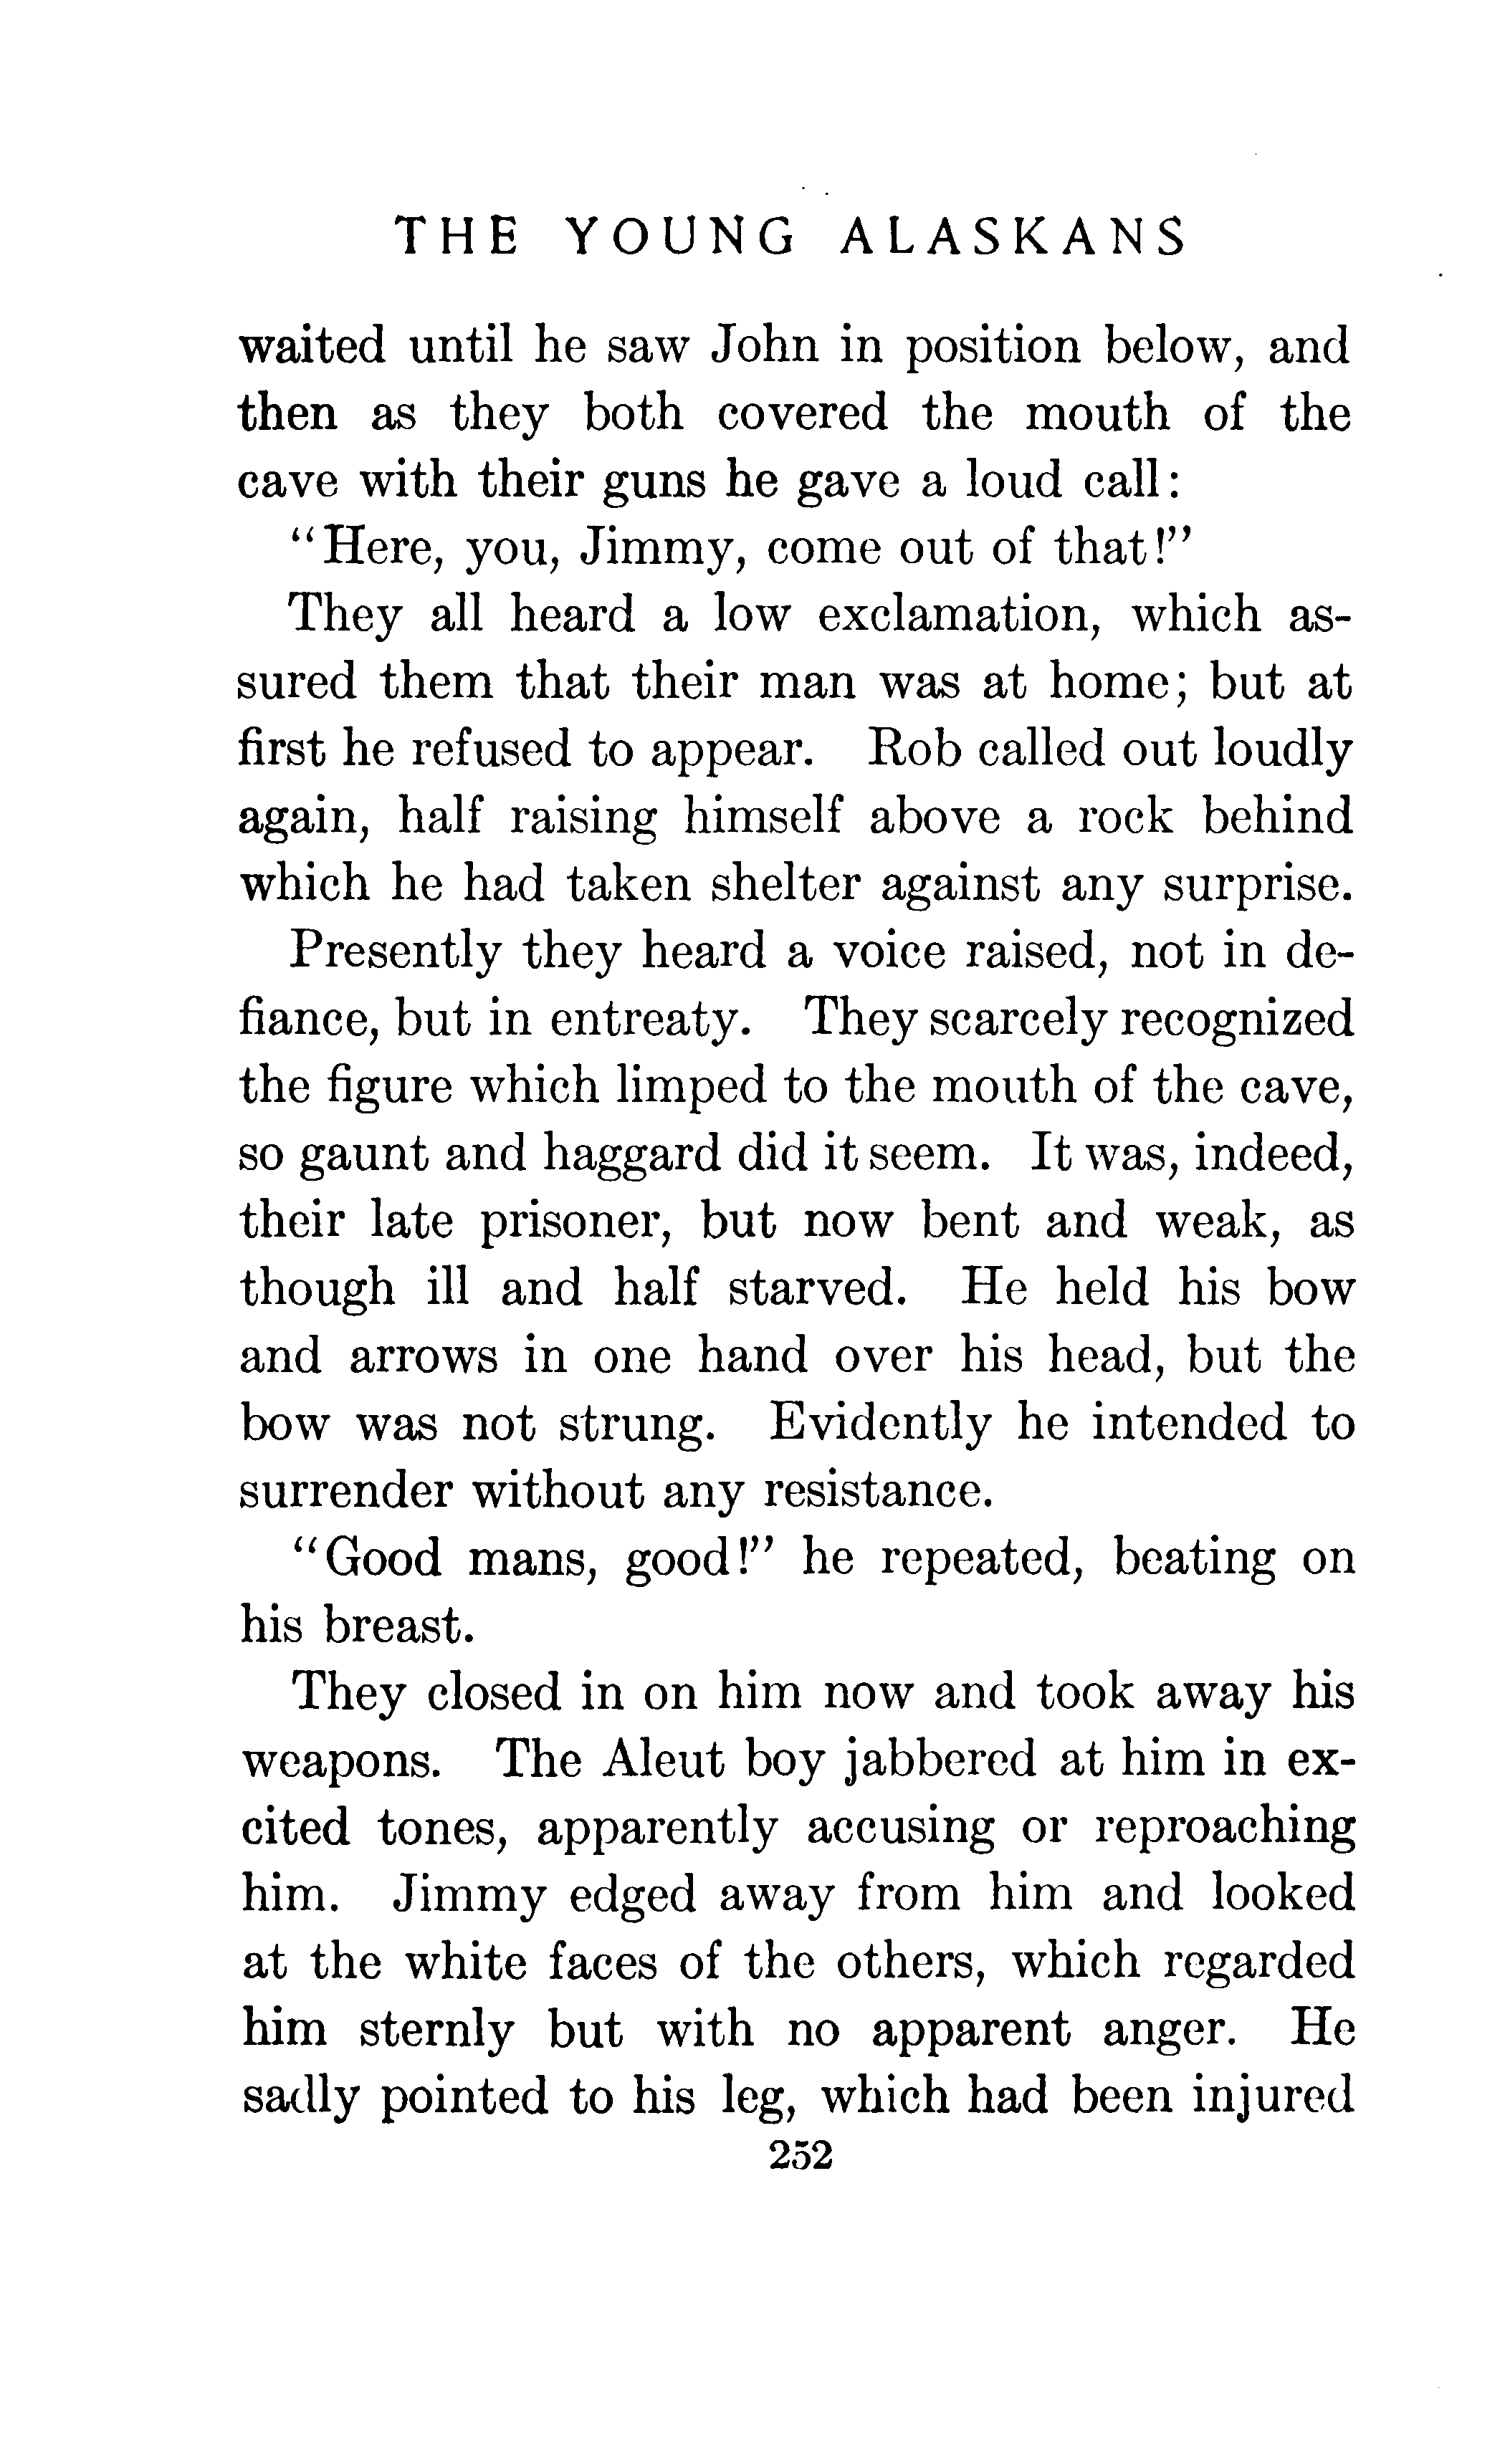 THE YOUNG ALASKANS
waited until he saw John in position below, and
then as they both covered the mouth of the
cave with their guns he gave a loud call:
"Here, you, Jimmy, come out of that!"
They all heard a low exclamation, which as-
sured them that their man was at home; but at
first he refused to appear. Rob called out loudly
again, half raising himself above a rock behind
which he had taken shelter against any surprise.
Presently they heard a voice raised, not in de-
fiance, but in entreaty. They scarcely recognized
the figure which limped to the mouth of the cave,
so gaunt and haggard did it seem. It was, indeed,
their late prisoner, but now bent and weak, as
though ill and half starved. He held his bow
and arrows in one hand over his head, but the
bow was not strung. Evidently he intended to
surrender without any resistance.
"Good mans, good!" he repeated, beating on
his breast.
They closed in on him now and took away his
weapons. The Aleut boy jabbered at him in ex-
cited tones, apparently accusing or reproaching
him. Jimmy edged away from him and looked
at the white faces of the others, which regarded
him sternly but with no apparent anger. He
sadly pointed to his leg, which had been injured
252